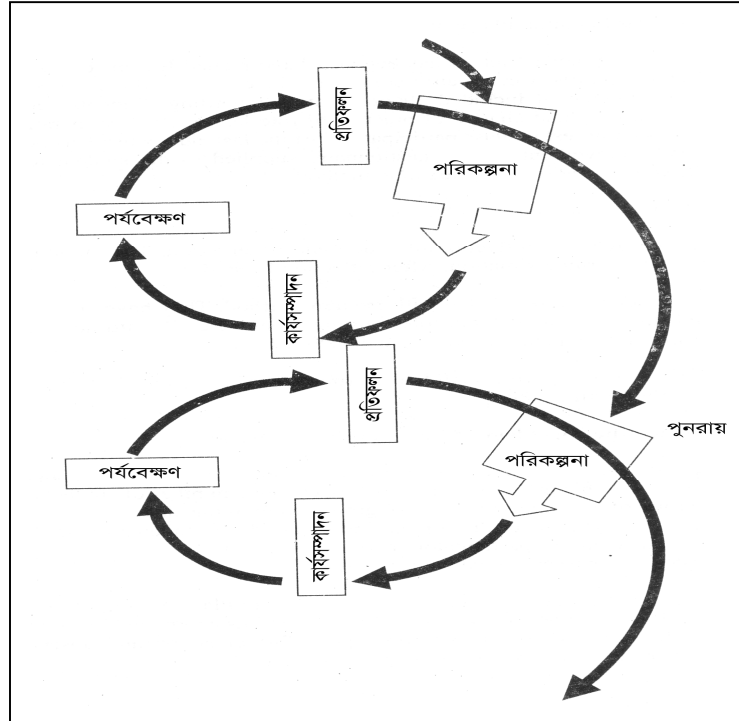 প্রতিফলন
পরিকল্পনা
পর্যবেক্ষণ
কার্যসম্পাদন
প্রতিফলন
পুনরায়
পরিকল্পনা
পর্যবেক্ষণ
কার্যসম্পাদন